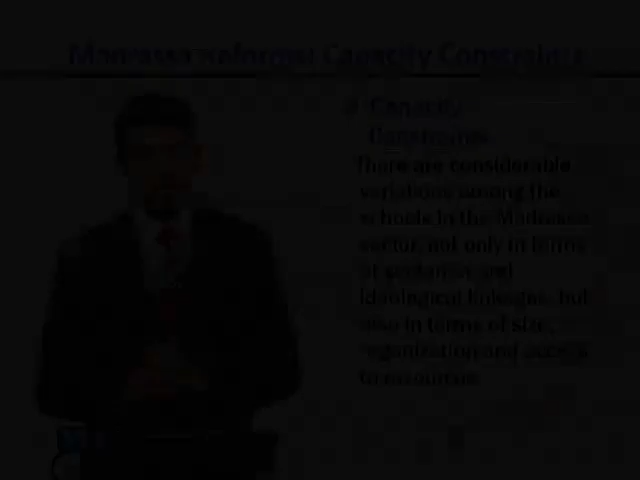 Madrassa Reforms: Capacity Constraints
Capacity
Constraints
There are considerable
variations among the
schools in the Madrassa
sector, not only in terms
of sectarian and
ideological linkages, but
also in terms of size,
organization and access
to resources